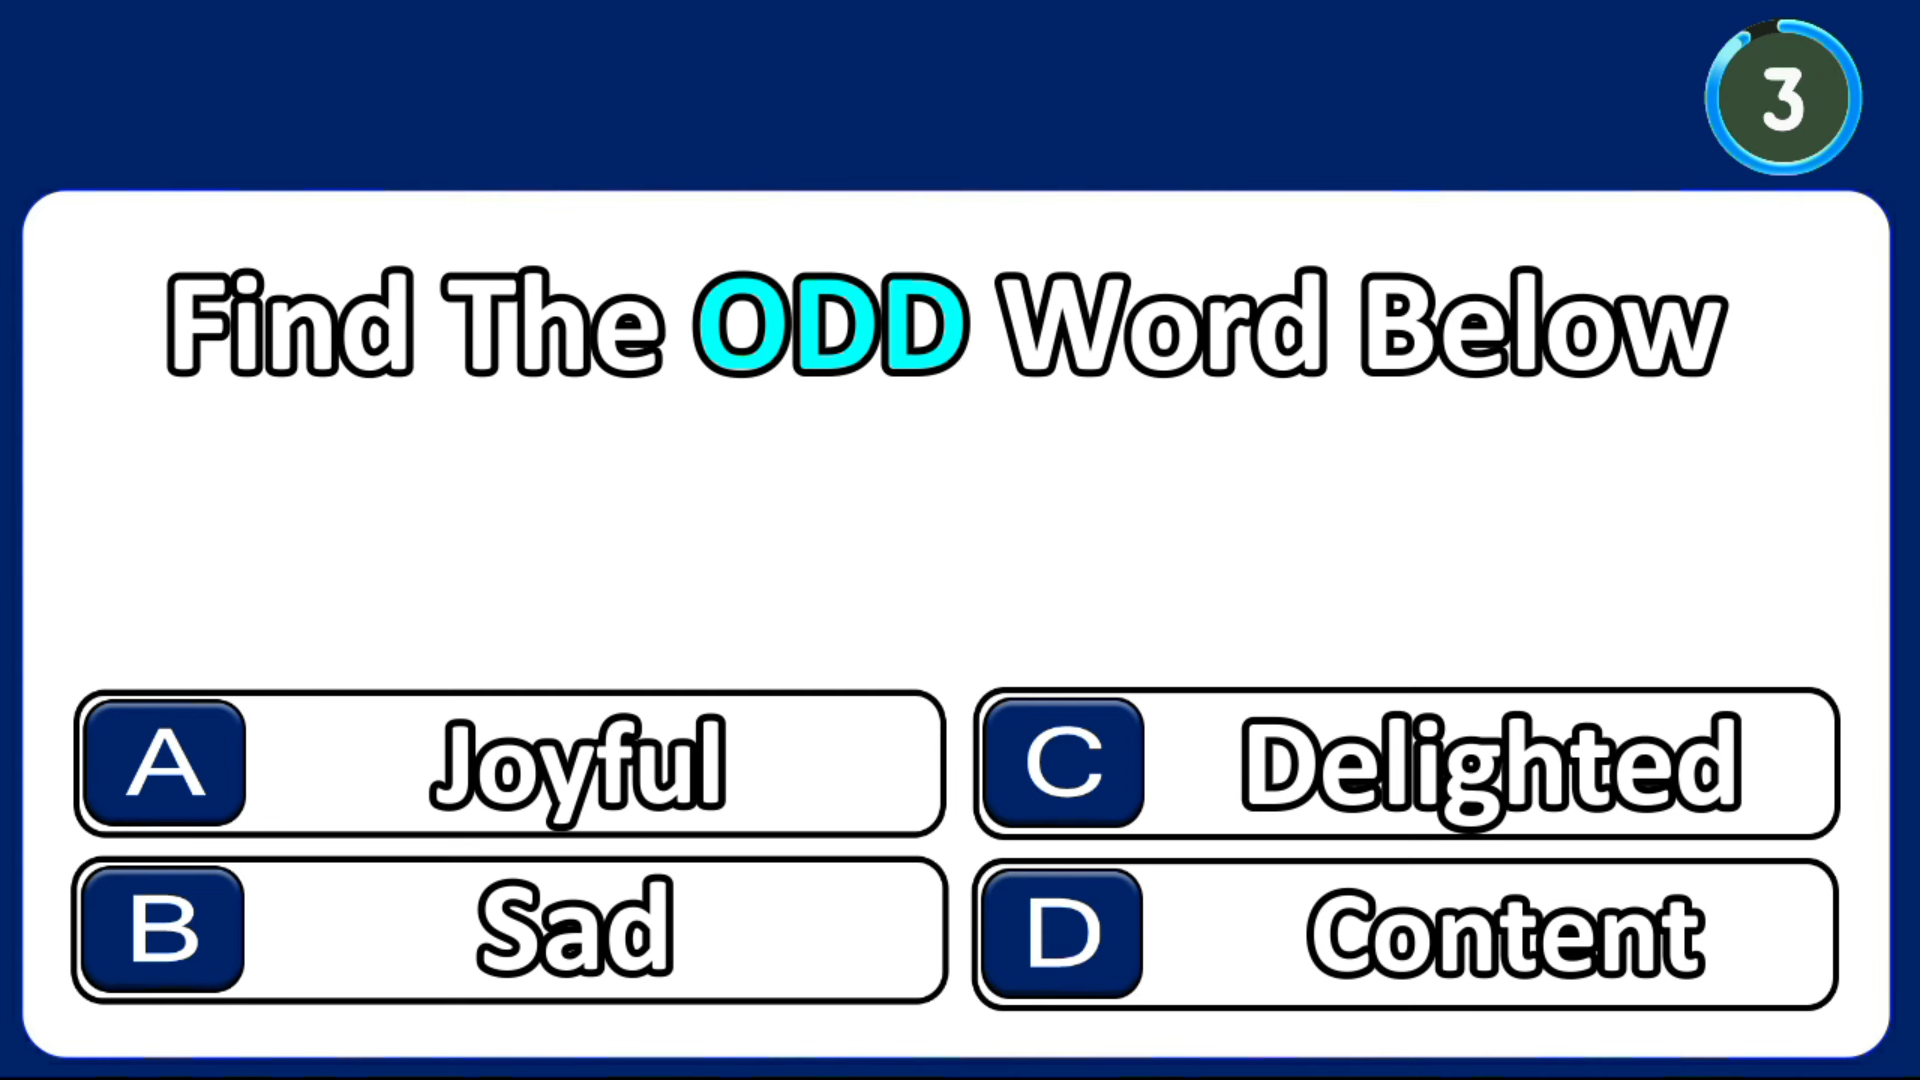 3
Find The ODD Word Below
A Joyful
C Delighted
B Sad
D Content